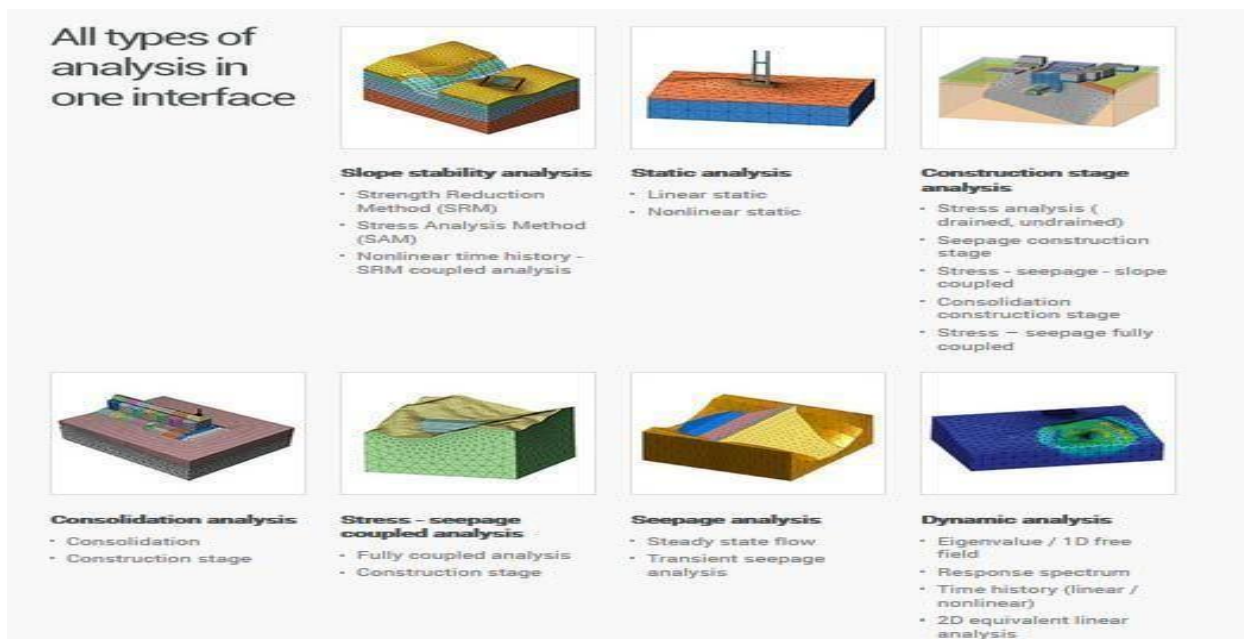 All types of
analysis in
one interface
Slope stability analysis
- Strength Reduction
Method (SRM)
- Stress Analysis Method
(SAM)
- Nonlinear time history -
SRM coupled analysis
Static analysis
- Linear static
- Nonlinear static
Construction stage
analysis
- Stress analysis (
drained, undrained)
- Seepage construction
stage
- Stress - seepage - slope
coupled
- Consolidation
construction stage
- Stress – seepage fully
coupled
Consolidation analysis
- Consolidation
- Construction stage
Stress - seepage
coupled analysis
- Fully coupled analysis
- Construction stage
Seepage analysis
- Steady state flow
- Transient seepage
analysis
Dynamic analysis
- Eigenvalue / 1D free
field
- Response spectrum
- Time history (linear /
nonlinear)
- 2D equivalent linear
analysis